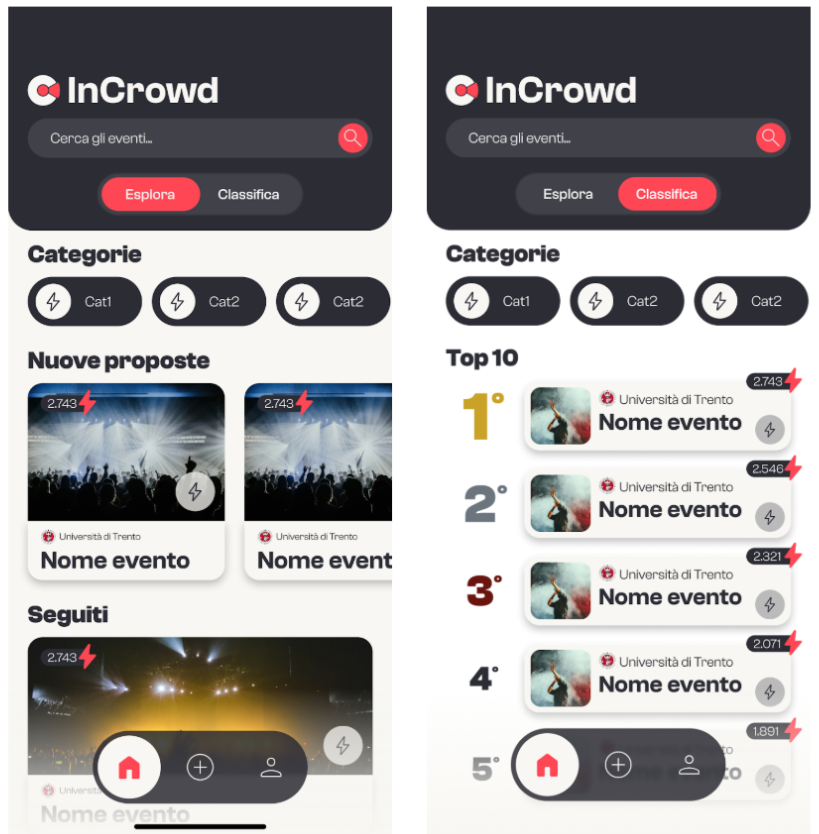 InCrowd
Cerca gli eventi...
Esplora
Classifica
Categorie
Cat1
Cat2
Cat2
Nuove proposte
2.743
2.743
Università di Trento
Nome evento
Università di Trento
Nome event
Seguiti
2.743
Nome evento
InCrowd
Cerca gli eventi...
Esplora
Classifica
Categorie
Cat1
Cat2
Cat2
Top 10
1°
2.743
Università di Trento
Nome evento
2°
2.546
Università di Trento
Nome evento
3°
2.321
Università di Trento
Nome evento
4°
2.071
Università di Trento
Nome evento
5°
1.891